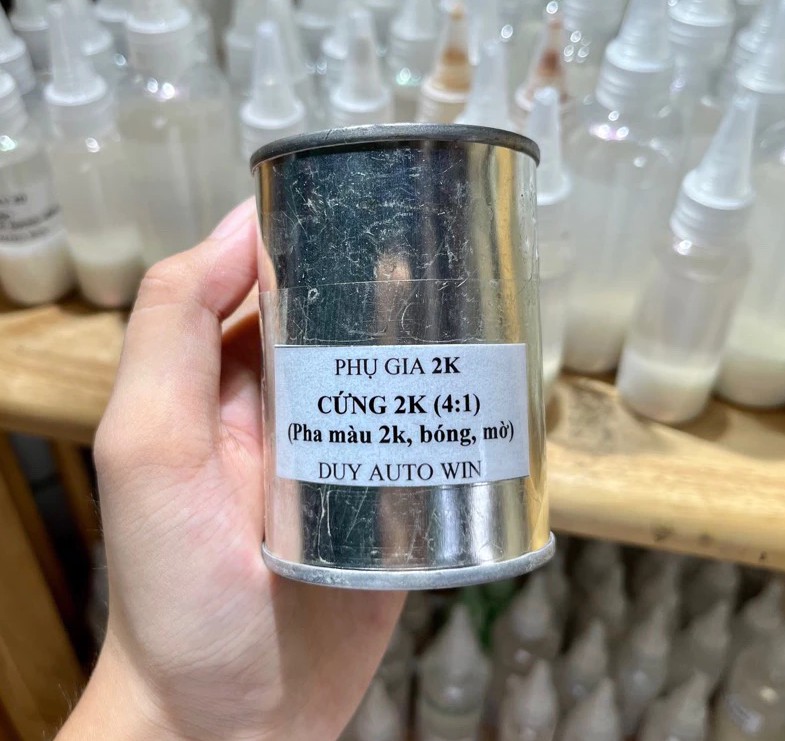 PHỤ GIA 2K
CỨNG 2K (4:1)
(Pha màu 2k, bóng, mờ)
DUY AUTO WIN